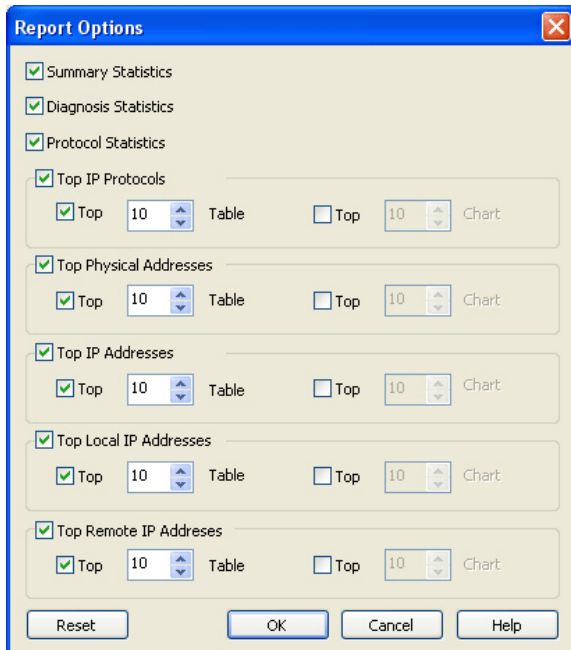 Report Options
Summary Statistics
Diagnosis Statistics
Protocol Statistics
Top IP Protocols
Top 10 Table Top 10 Chart
Top Physical Addresses
Top 10 Table Top 10 Chart
Top IP Addresses
Top 10 Table Top 10 Chart
Top Local IP Addresses
Top 10 Table Top 10 Chart
Top Remote IP Addreses
Top 10 Table Top 10 Chart
Reset OK Cancel Help